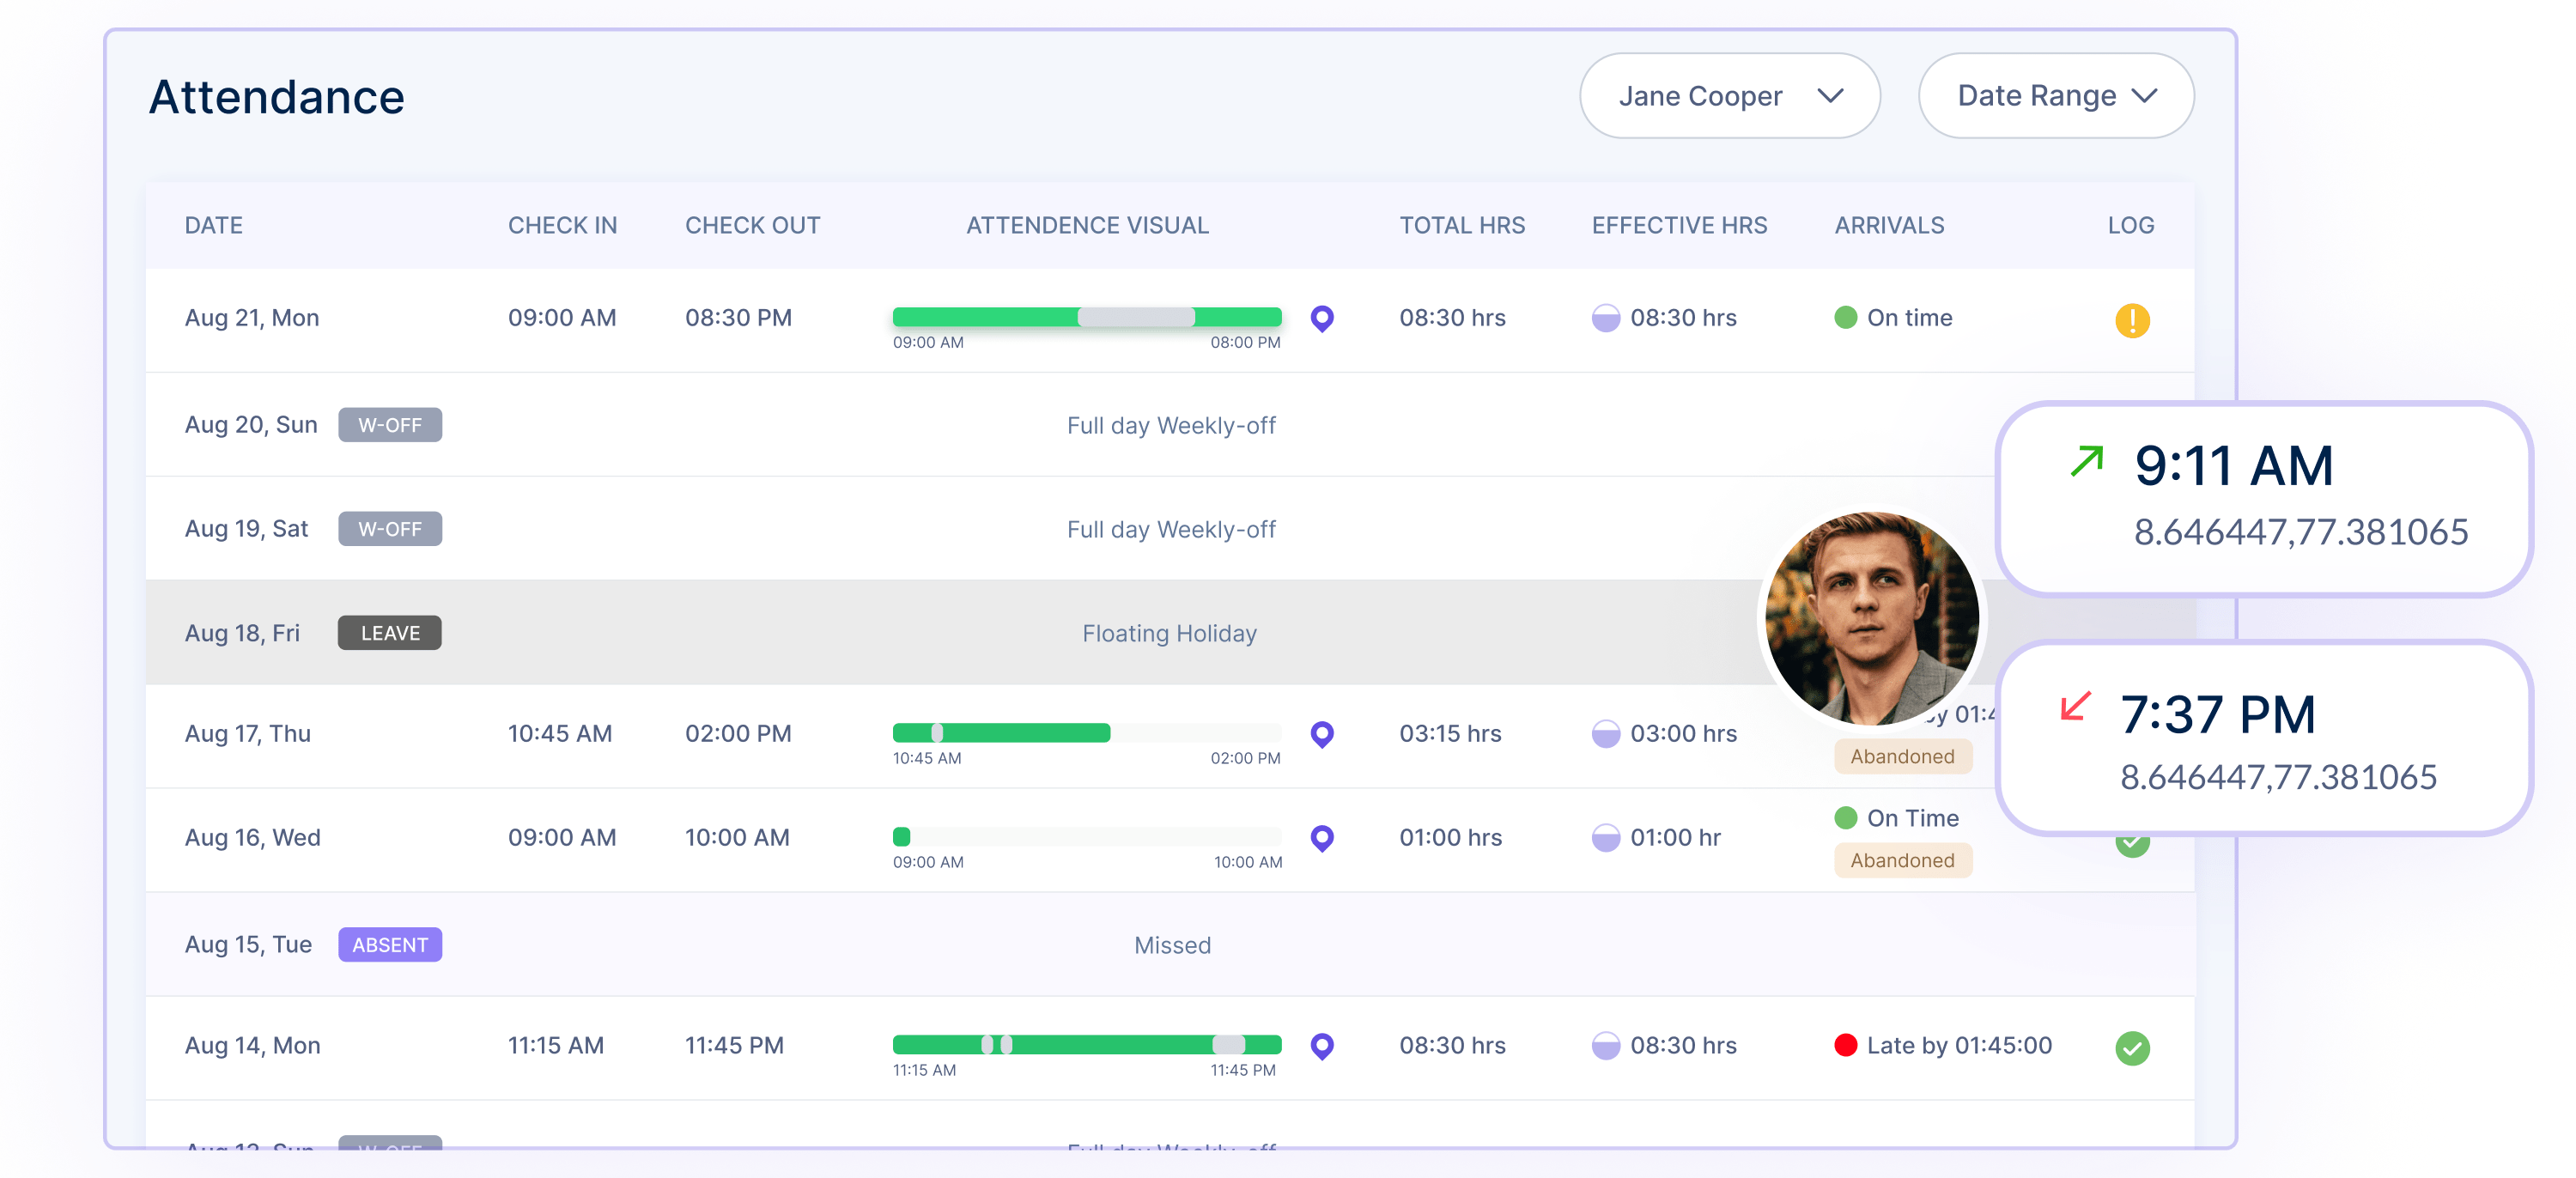 Attendance
Jane Cooper
Date Range
DATE CHECK IN CHECK OUT ATTENDENCE VISUAL TOTAL HRS EFFECTIVE HRS ARRIVALS LOG
Aug 21, Mon 09:00 AM 08:30 PM 08:30 hrs 08:30 hrs On time
09:00 AM 08:00 PM
Aug 20, Sun W-OFF Full day Weekly-off
9:11 AM
8.646447,77.381065
Aug 19, Sat W-OFF Full day Weekly-off
Aug 18, Fri LEAVE Floating Holiday
7:37 PM
8.646447,77.381065
Aug 17, Thu 10:45 AM 02:00 PM 03:15 hrs 03:00 hrs
10:45 AM 02:00 PM
Abandoned
Aug 16, Wed 09:00 AM 10:00 AM 01:00 hrs 01:00 hr On Time
09:00 AM 10:00 AM
Abandoned
Aug 15, Tue ABSENT Missed
Aug 14, Mon 11:15 AM 11:45 PM 08:30 hrs 08:30 hrs Late by 01:45:00
11:15 AM 11:45 PM
Aug 13, Sun W-OFF Full day Weekly-off